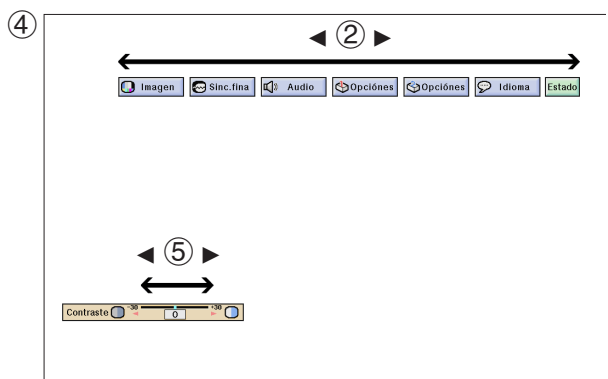 ④
◄ ② ►
Imagen Sinc.fina Audio Opciónes Opciónes Idioma Estado
◄ ⑤ ►
Contraste -30 0 +30